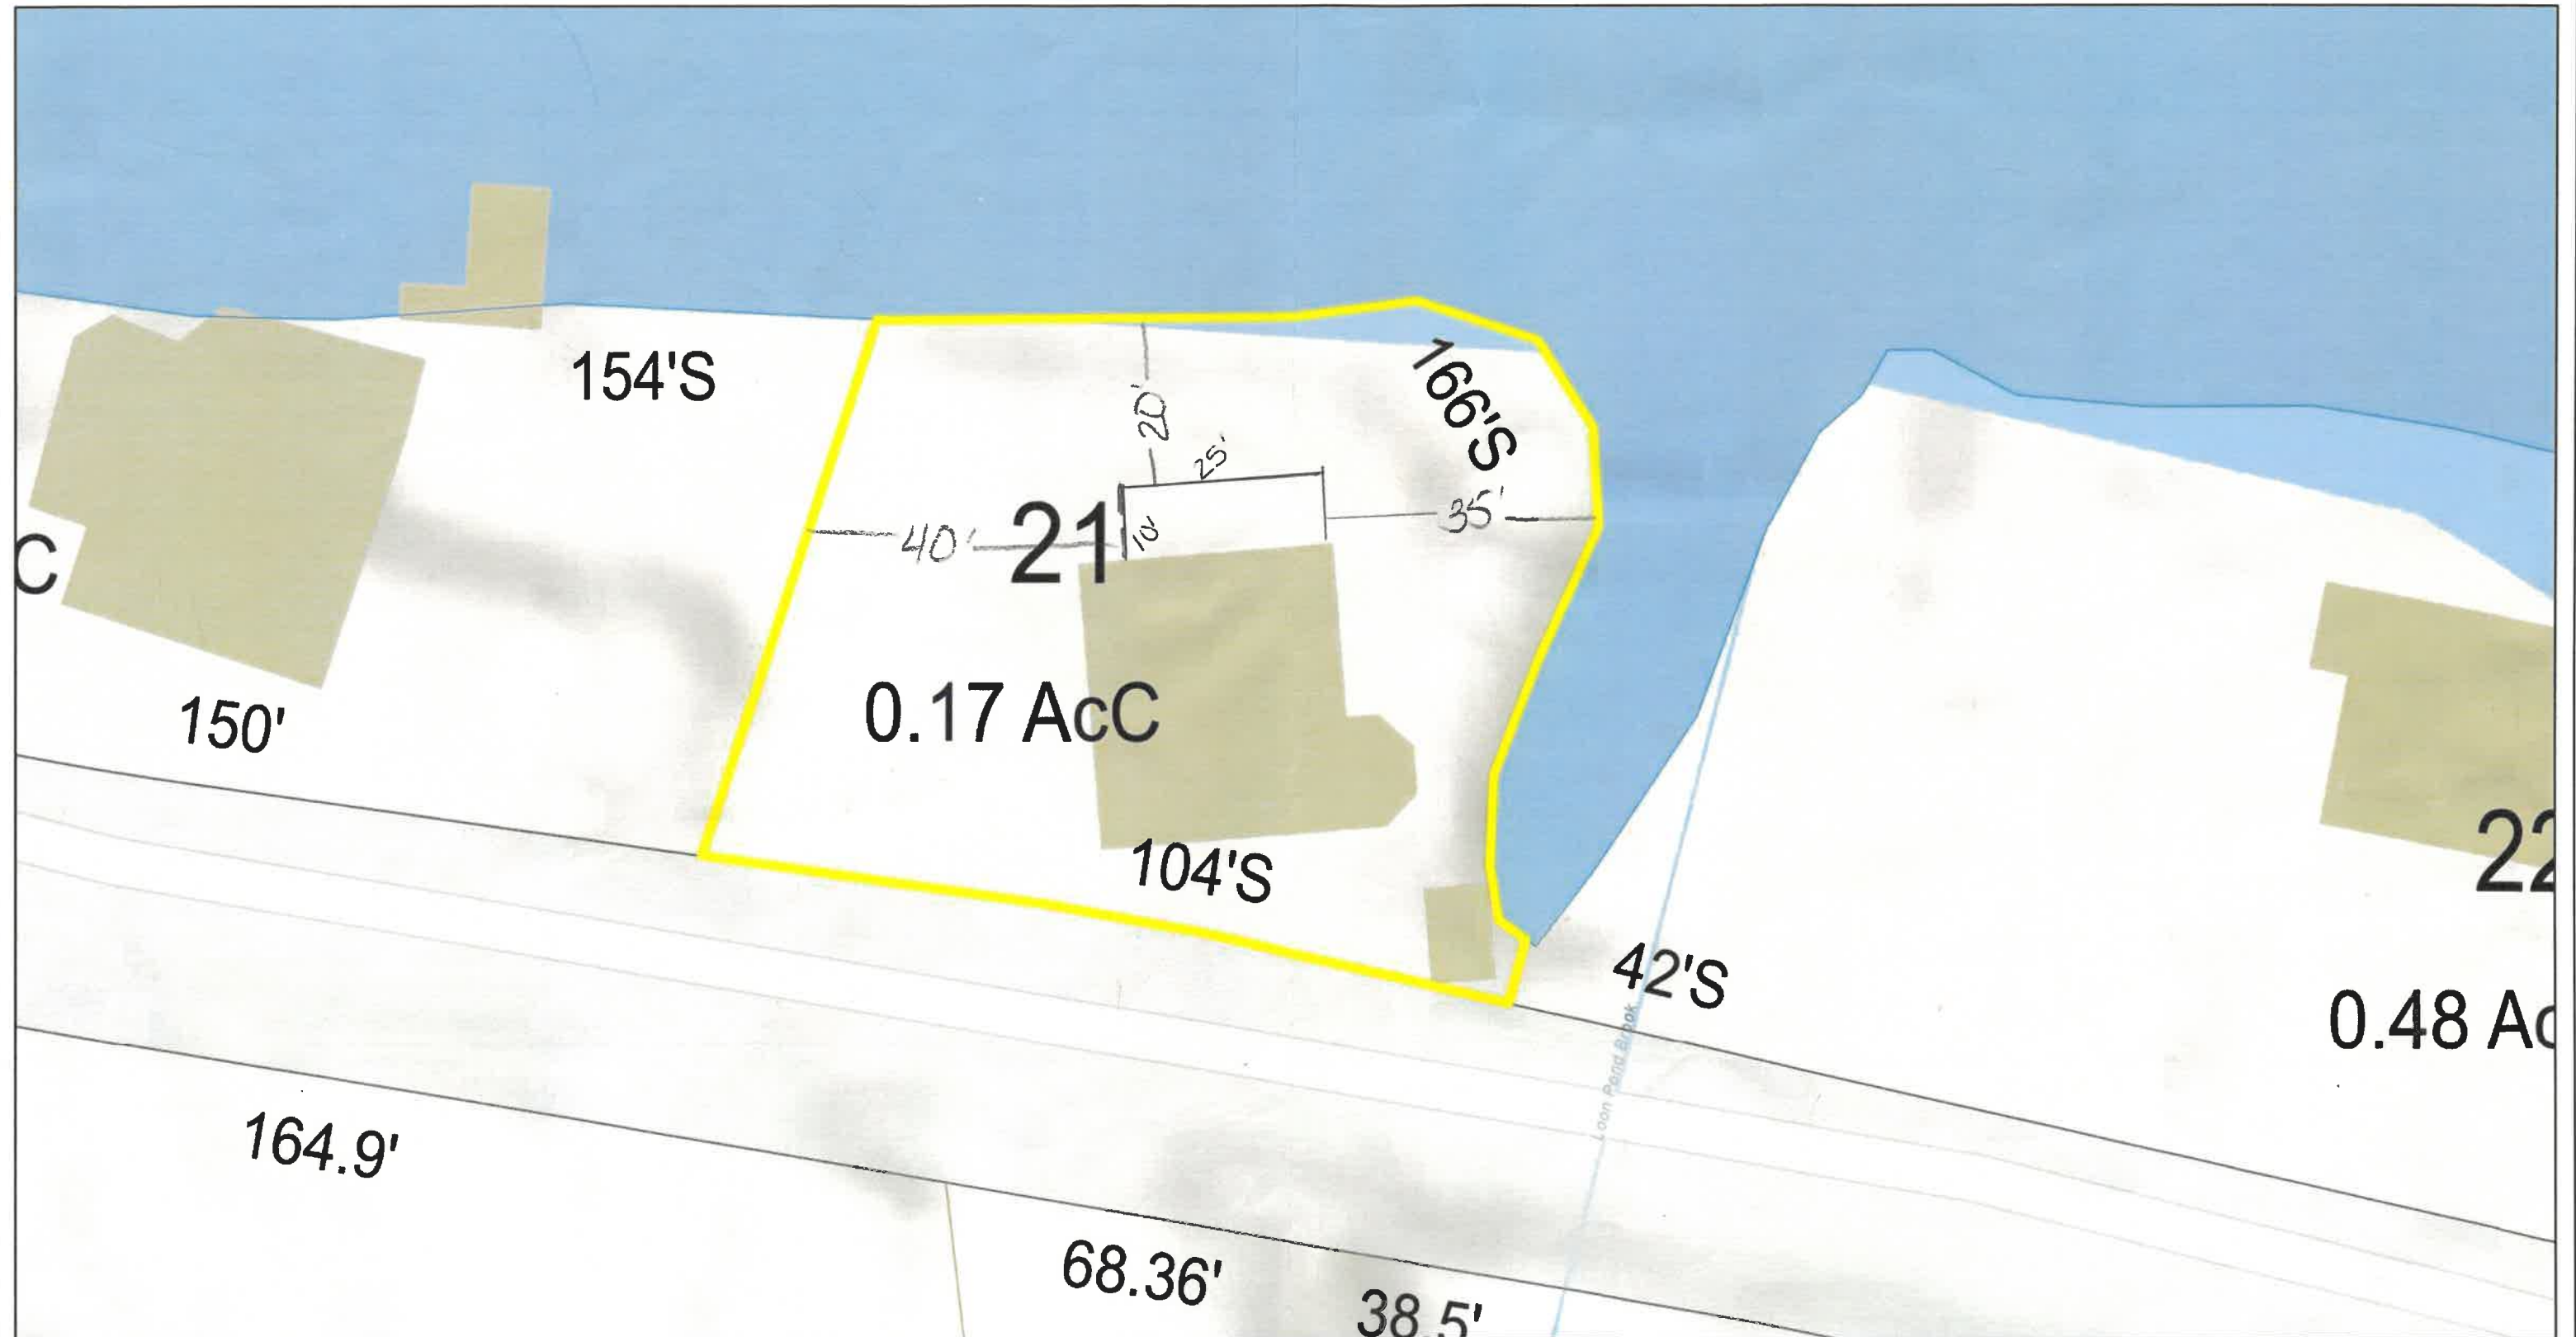 154'S
166'S
20'
25'
C
40'
21
10'
35'
150'
0.17 AcC
104'S
22
42'S
0.48 Ac
Loon Pond Brook
164.9'
68.36'
38.5'